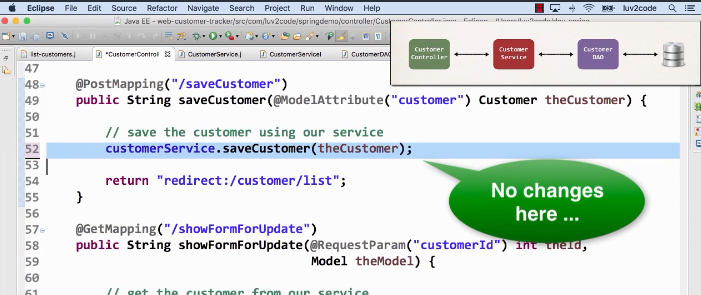 Eclipse File Edit Source Refactor Navigate Search Project Run Window Help luv2code
Java EE - web-customer-tracker/src/com/luv2code/springdemo/controller/
list-customers.j *CustomerControl CustomerService.j CustomerServiceI CustomerDAO
Customer Controller Customer Service Customer DAO
47
48 @PostMapping("/saveCustomer")
49 public String saveCustomer(@ModelAttribute("customer") Customer theCustomer) {
50
51 // save the customer using our service
52 customerService.saveCustomer(theCustomer);
53
54 return "redirect:/customer/list";
55 }
56
57 @GetMapping("/showFormForUpdate")
58 public String showFormForUpdate(@RequestParam("customerId") int theId,
59 Model theModel) {
60
61 // get the customer from our service
No changes
here ...